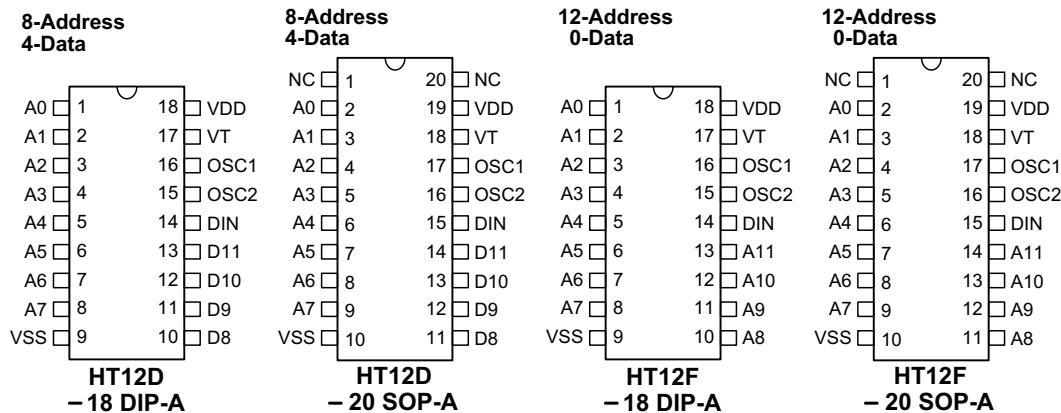 8-Address
4-Data
A0 1 18 VDD
A1 2 17 VT
A2 3 16 OSC1
A3 4 15 OSC2
A4 5 14 DIN
A5 6 13 D11
A6 7 12 D10
A7 8 11 D9
VSS 9 10 D8
HT12D
– 18 DIP-A
8-Address
4-Data
NC 1 20 NC
A0 2 19 VDD
A1 3 18 VT
A2 4 17 OSC1
A3 5 16 OSC2
A4 6 15 DIN
A5 7 14 D11
A6 8 13 D10
A7 9 12 D9
VSS 10 11 D8
HT12D
– 20 SOP-A
12-Address
0-Data
A0 1 18 VDD
A1 2 17 VT
A2 3 16 OSC1
A3 4 15 OSC2
A4 5 14 DIN
A5 6 13 A11
A6 7 12 A10
A7 8 11 A9
VSS 9 10 A8
HT12F
– 18 DIP-A
12-Address
0-Data
NC 1 20 NC
A0 2 19 VDD
A1 3 18 VT
A2 4 17 OSC1
A3 5 16 OSC2
A4 6 15 DIN
A5 7 14 A11
A6 8 13 A10
A7 9 12 A9
VSS 10 11 A8
HT12F
– 20 SOP-A